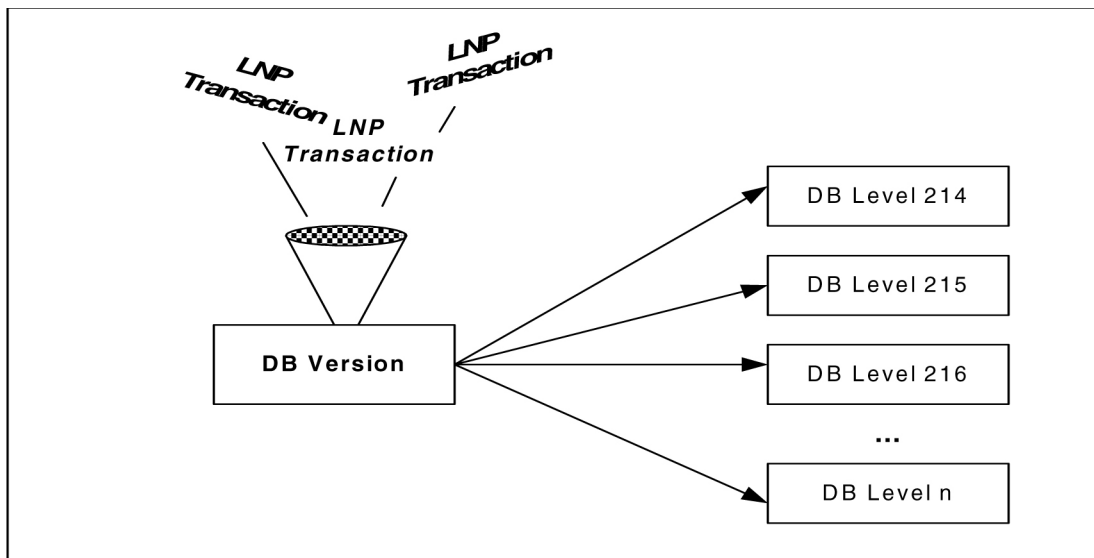 LNP
Transaction
LNP
Transaction
LNP
Transaction
DB Version
DB Level 214
DB Level 215
DB Level 216
...
DB Level n